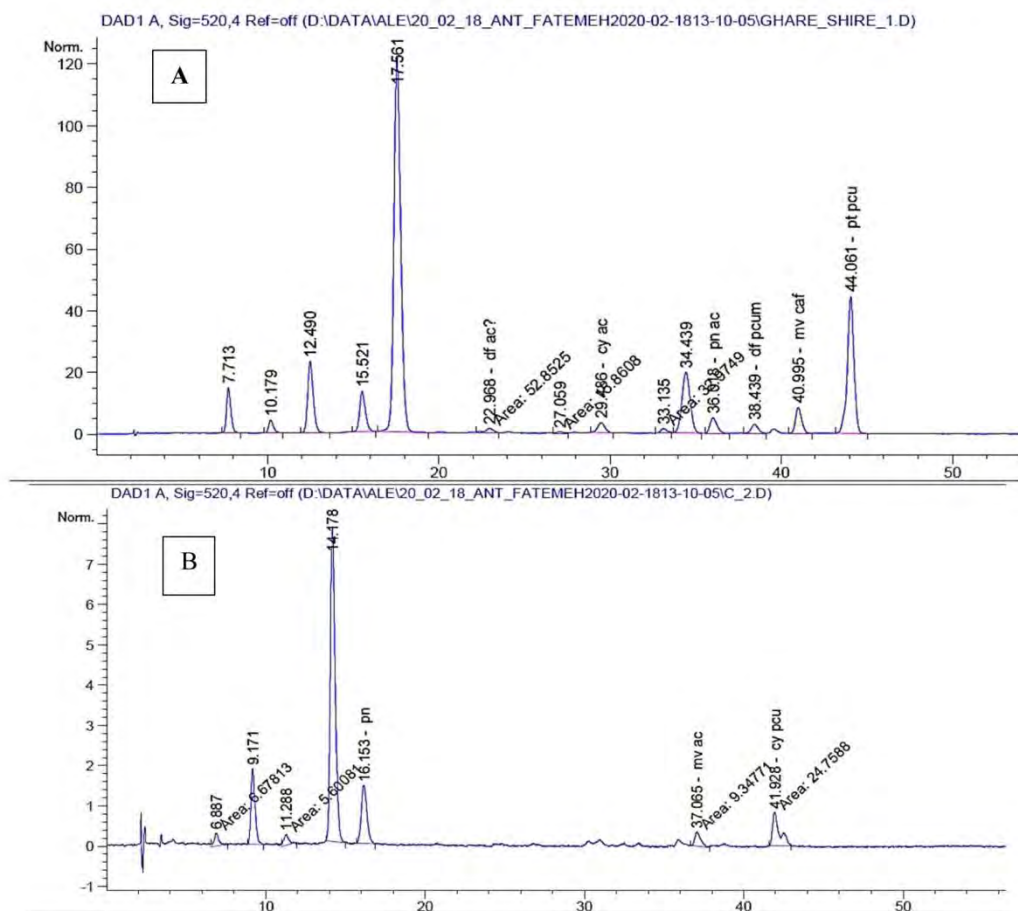 DAD1 A, Sig=520,4 Ref=off (D:\DATA\ALE\20_02_18_ANT_FATEMEH2020-02-1813-10-05\GHARE_SHIRE_1.D)
Norm.
A
120
100
80
60
40
20
0
7.713
10.179
12.490
15.521
17.561
22.968 - df ac?
Area: 52.8525
27.059
29.486 - cy ac
33.135
34.439
36.018 - pn ac
38.439 - df pcum
40.995 - mv caf
44.061 - pt pcu
10
20
30
40
50
DAD1 A, Sig=520,4 Ref=off (D:\DATA\ALE\20_02_18_ANT_FATEMEH2020-02-1813-10-05\C_2.D)
Norm.
B
7
6
5
4
3
2
1
0
-1
6.887
Area: 6.67813
9.171
11.288
Area: 5.60081
14.178
16.153 - pn
37.065 - mv ac
Area: 9.34771
41.928 - cy pcu
Area: 24.7588
10
20
30
40
50